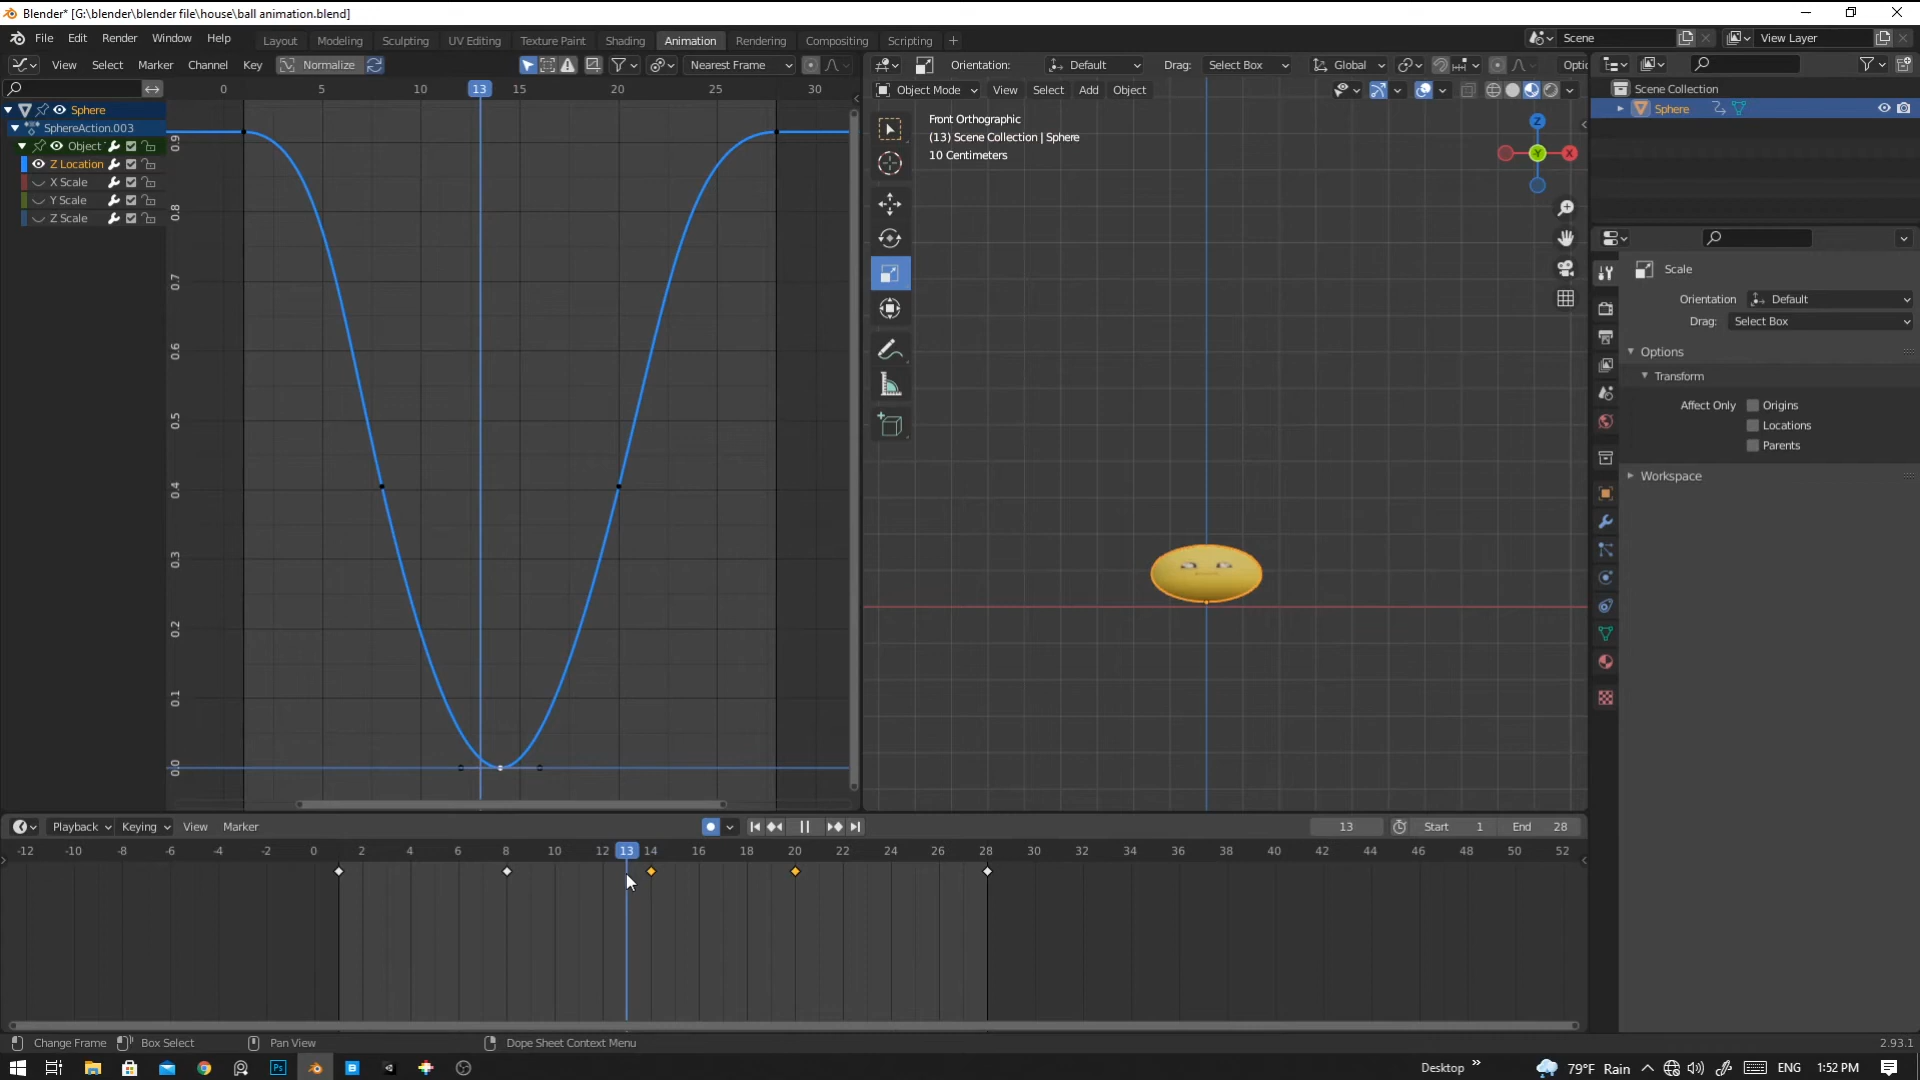 Blender* [G:\blender\blender file\house\ball animation.blend]
File Edit Render Window Help
Layout Modeling Sculpting UV Editing Texture Paint Shading Animation Rendering Compositing Scripting +
Scene
View Layer
View Select Marker Channel Key Normalize Nearest Frame
Orientation: Default Drag: Select Box Global Optic
0 5 10 13 15 20 25 30
Object Mode View Select Add Object
Scene Collection
Sphere
Sphere
SphereAction.003
Object
Z Location
X Scale
Y Scale
Z Scale
0.9
0.8
0.7
0.6
0.5
0.4
0.3
0.2
0.1
0.0
Front Orthographic
(13) Scene Collection | Sphere
10 Centimeters
Z
Y
X
Scale
Orientation Default
Drag: Select Box
Options
Transform
Affect Only Origins
Locations
Parents
Workspace
Playback Keying View Marker
13 Start 1 End 28
-12 -10 -8 -6 -4 -2 0 2 4 6 8 10 12 13 14 16 18 20 22 24 26 28 30 32 34 36 38 40 42 44 46 48 50 52
Change Frame Box Select Pan View Dope Sheet Context Menu 2.93.1
Ps B Desktop » 79°F Rain ENG 1:52 PM